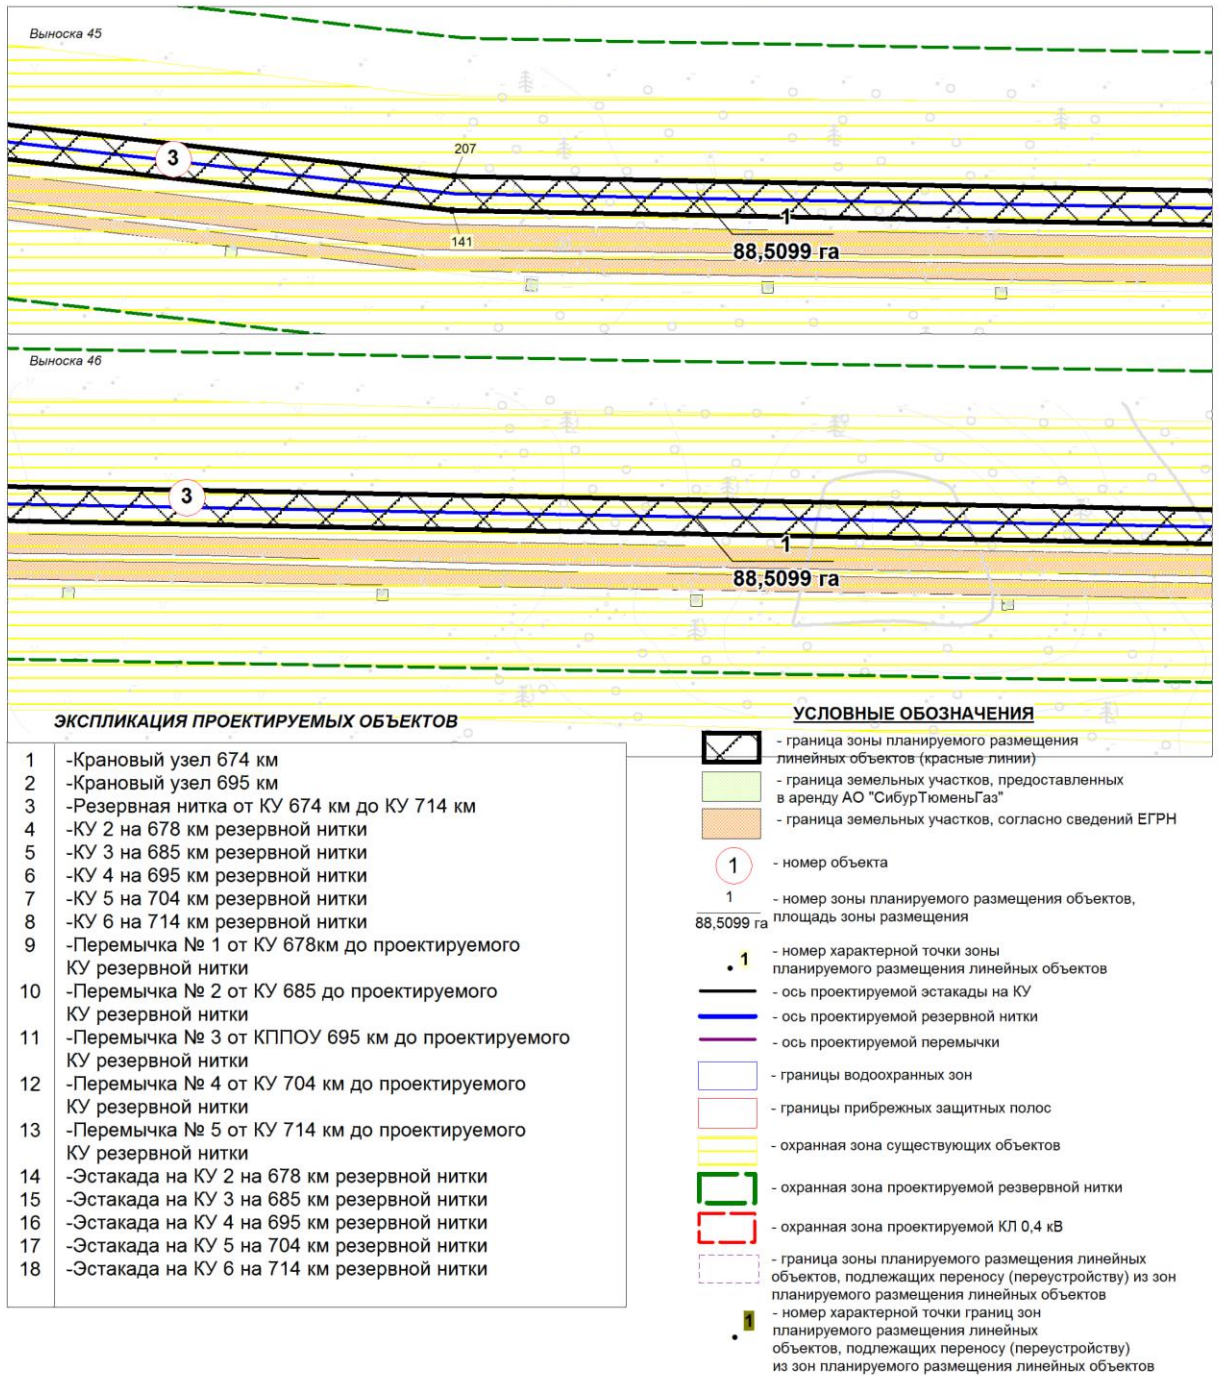 Выноска 45
3
207
141
1
88,5099 га
Выноска 46
3
1
88,5099 га
ЭКСПЛИКАЦИЯ ПРОЕКТИРУЕМЫХ ОБЪЕКТОВ
1 -Крановый узел 674 км
2 -Крановый узел 695 км
3 -Резервная нитка от КУ 674 км до КУ 714 км
4 -КУ 2 на 678 км резервной нитки
5 -КУ 3 на 685 км резервной нитки
6 -КУ 4 на 695 км резервной нитки
7 -КУ 5 на 704 км резервной нитки
8 -КУ 6 на 714 км резервной нитки
9 -Перемычка № 1 от КУ 678км до проектируемого
КУ резервной нитки
10 -Перемычка № 2 от КУ 685 до проектируемого
КУ резервной нитки
11 -Перемычка № 3 от КППОУ 695 км до проектируемого
КУ резервной нитки
12 -Перемычка № 4 от КУ 704 км до проектируемого
КУ резервной нитки
13 -Перемычка № 5 от КУ 714 км до проектируемого
КУ резервной нитки
14 -Эстакада на КУ 2 на 678 км резервной нитки
15 -Эстакада на КУ 3 на 685 км резервной нитки
16 -Эстакада на КУ 4 на 695 км резервной нитки
17 -Эстакада на КУ 5 на 704 км резервной нитки
18 -Эстакада на КУ 6 на 714 км резервной нитки
УСЛОВНЫЕ ОБОЗНАЧЕНИЯ
- граница зоны планируемого размещения
линейных объектов (красные линии)
- граница земельных участков, предоставленных
в аренду АО "СибурТюменьГаз"
- граница земельных участков, согласно сведений ЕГРН
1 - номер объекта
1 - номер зоны планируемого размещения объектов,
88,5099 га площадь зоны размещения
1 - номер характерной точки зоны
планируемого размещения линейных объектов
- ось проектируемой эстакады на КУ
- ось проектируемой резервной нитки
- ось проектируемой перемычки
- границы водоохранных зон
- границы прибрежных защитных полос
- охранная зона существующих объектов
- охранная зона проектируемой резвервной нитки
- охранная зона проектируемой КЛ 0,4 кВ
- граница зоны планируемого размещения линейных
объектов, подлежащих переносу (переустройству) из зон
планируемого размещения линейных объектов
1 - номер характерной точки границ зон
планируемого размещения линейных
объектов, подлежащих переносу (переустройству)
из зон планируемого размещения линейных объектов